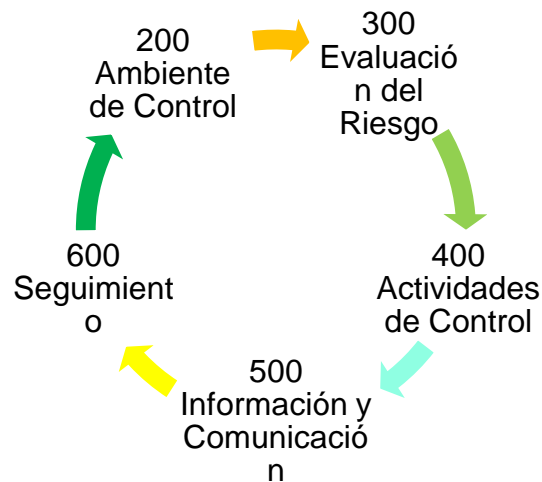 200
Ambiente
de Control
300
Evaluació
n del
Riesgo
400
Actividades
de Control
500
Información y
Comunicació
n
600
Seguimient
o